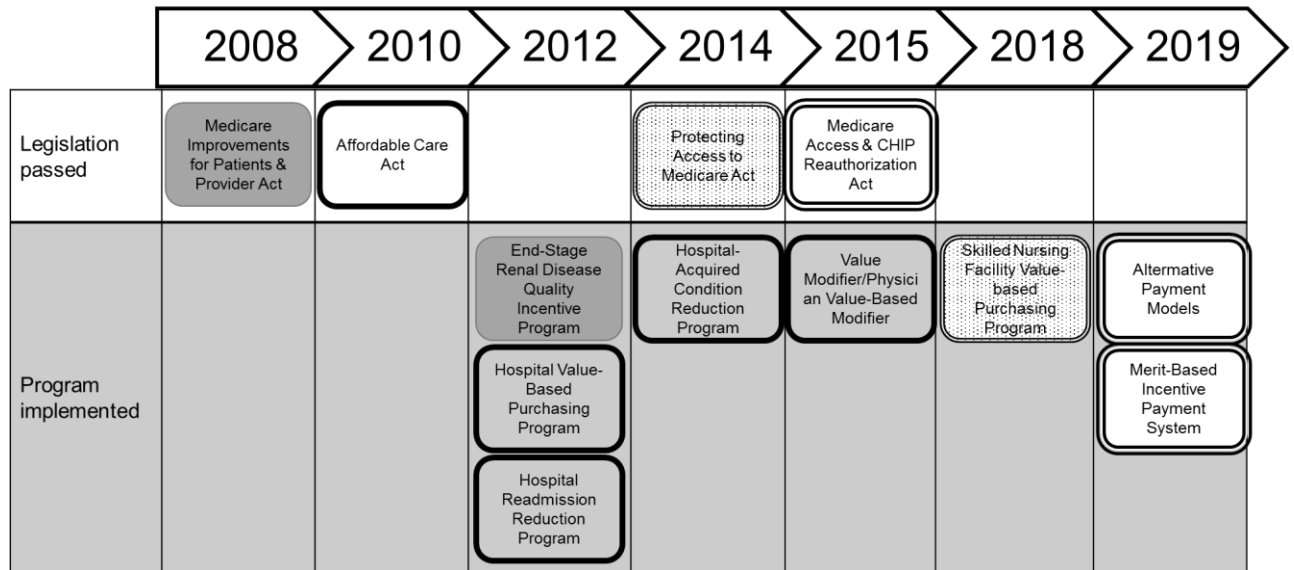 2008 2010 2012 2014 2015 2018 2019
Legislation
passed
Medicare
Improvements
for Patients &
Provider Act
Affordable Care
Act
Protecting
Access to
Medicare Act
Medicare
Access & CHIP
Reauthorization
Act
Program
implemented
End-Stage
Renal Disease
Quality
Incentive
Program
Hospital Value-
Based
Purchasing
Program
Hospital
Readmission
Reduction
Program
Hospital-
Acquired
Condition
Reduction
Program
Value
Modifier/Physici
an Value-Based
Modifier
Skilled Nursing
Facility Value-
based
Purchasing
Program
Alternative
Payment
Models
Merit-Based
Incentive
Payment
System